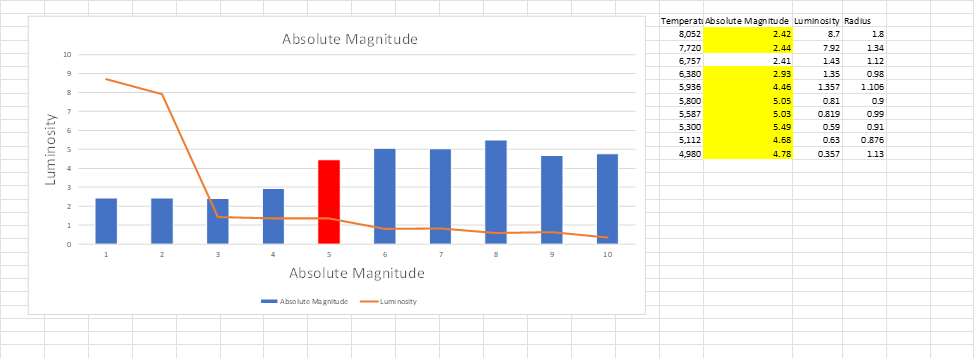 Absolute Magnitude
10
9
8
7
6
5
4
3
2
1
0
Luminosity
1 2 3 4 5 6 7 8 9 10
Absolute Magnitude
Absolute Magnitude Luminosity
Temperatu Absolute Magnitude Luminosity Radius
8,052 2.42 8.7 1.8
7,720 2.44 7.92 1.34
6,757 2.41 1.43 1.12
6,380 2.93 1.35 0.98
5,936 4.46 1.357 1.106
5,800 5.05 0.81 0.9
5,587 5.03 0.819 0.99
5,300 5.49 0.59 0.91
5,112 4.68 0.63 0.876
4,980 4.78 0.357 1.13